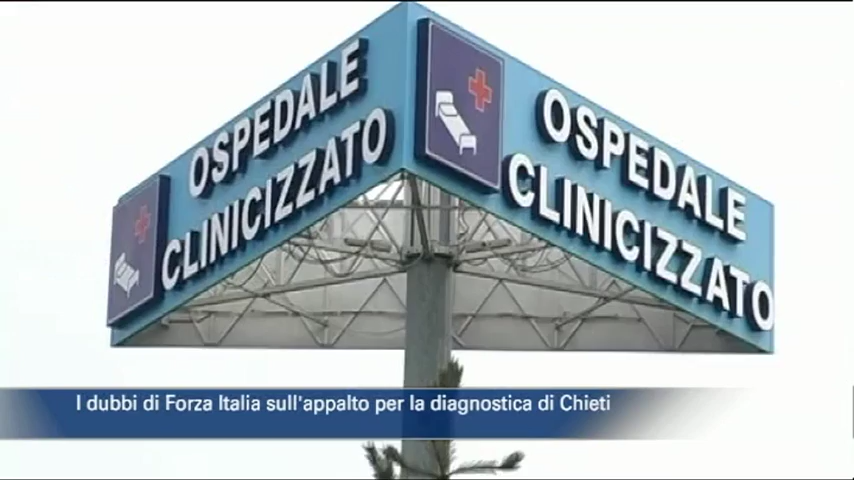 OSPEDALE
CLINICIZZATO
OSPEDALE
CLINICIZZATO
I dubbi di Forza Italia sull'appalto per la diagnostica di Chieti